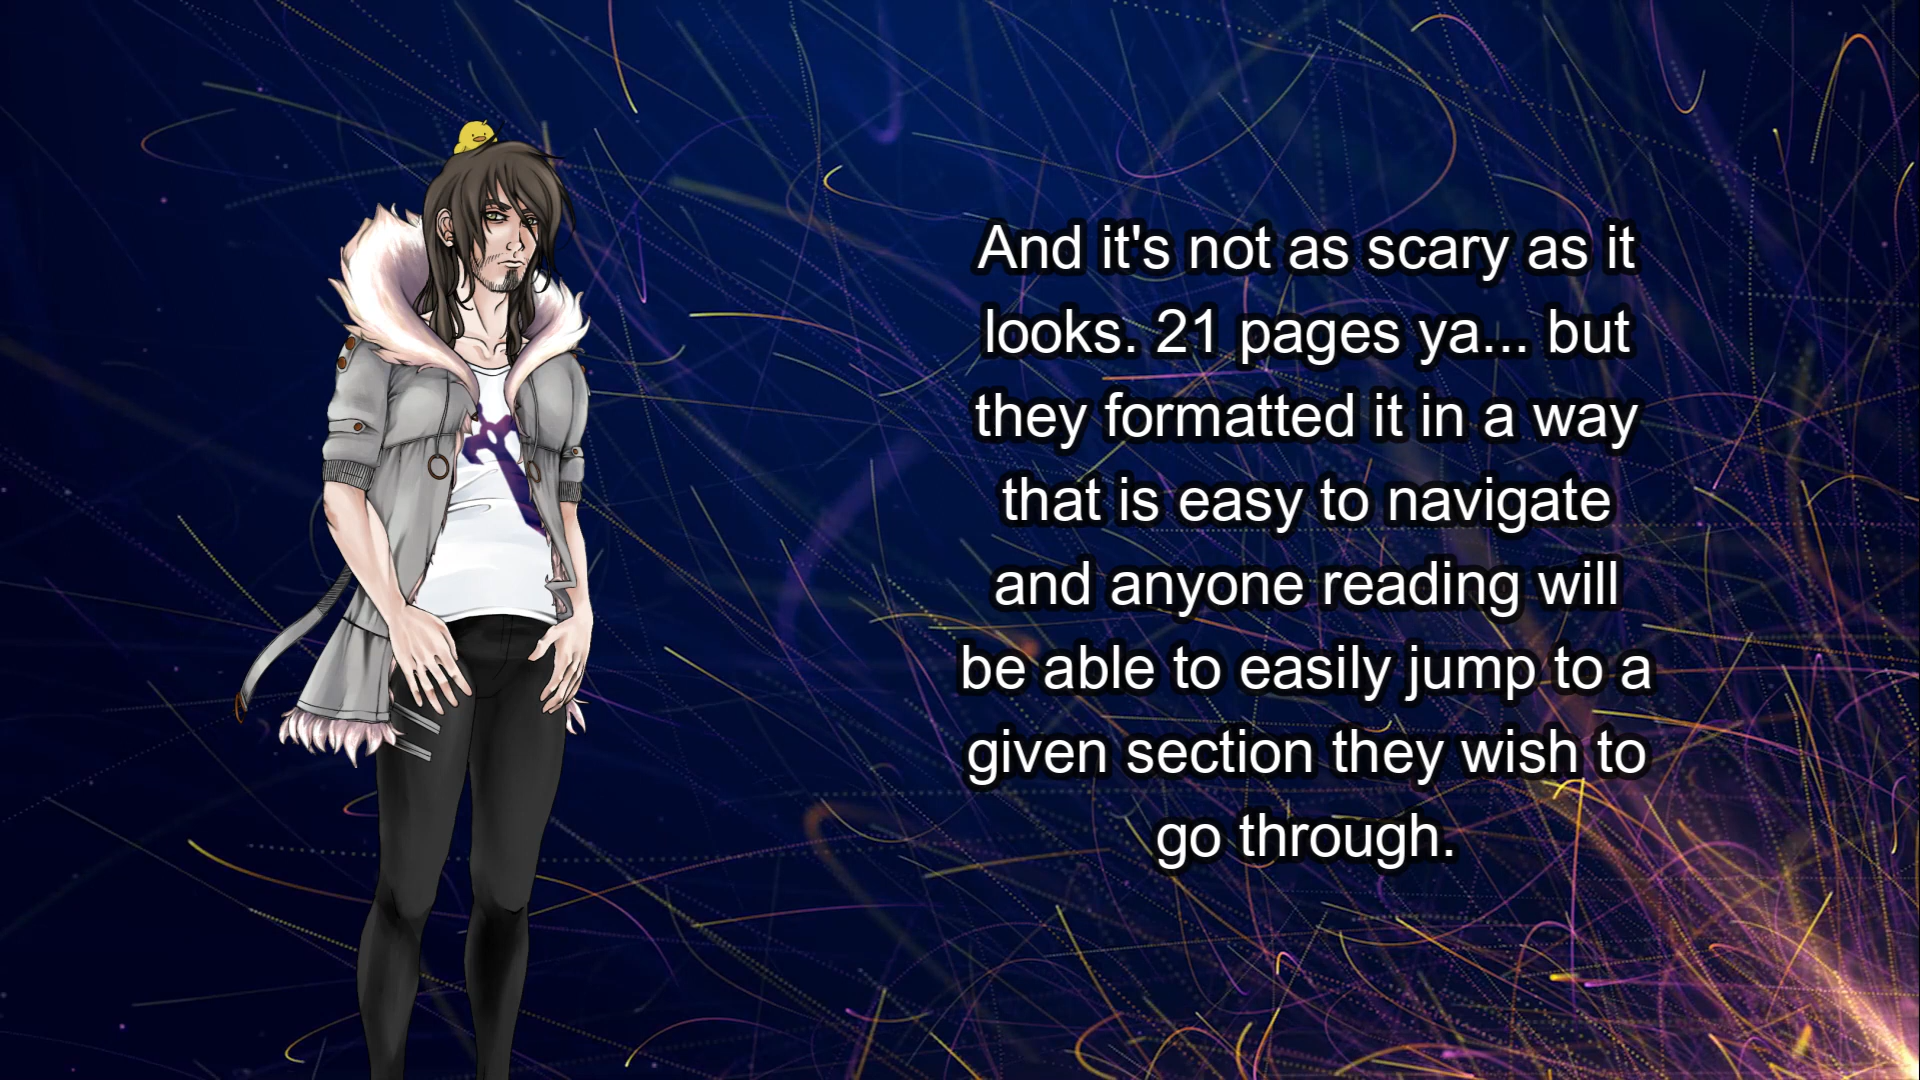 And it's not as scary as it
looks. 21 pages ya... but
they formatted it in a way
that is easy to navigate
and anyone reading will
be able to easily jump to a
given section they wish to
go through.